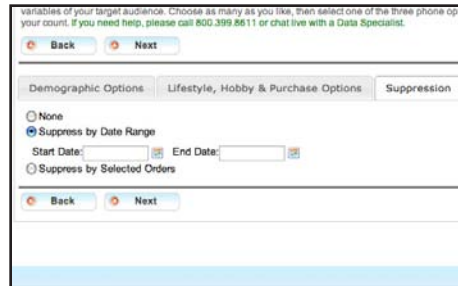 variables of your target audience. Choose as many as you like, then select one of the three phone op
your count. If you need help, please call 800.399.8611 or chat live with a Data Specialist.
Back Next
Demographic Options Lifestyle, Hobby & Purchase Options Suppression
None
Suppress by Date Range
Start Date: End Date:
Suppress by Selected Orders
Back Next